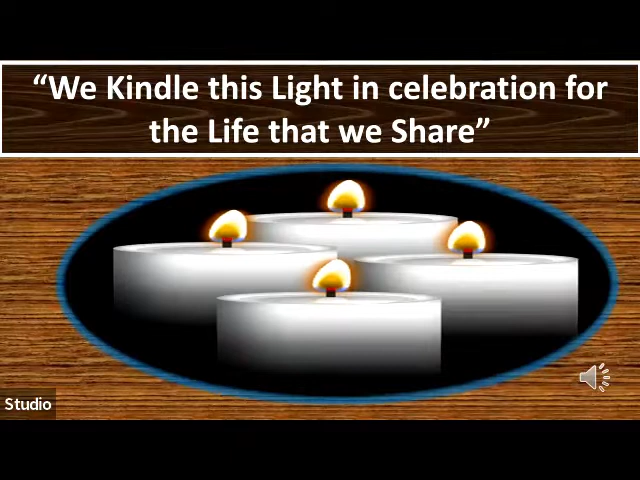 “We Kindle this Light in celebration for
the Life that we Share”
Studio